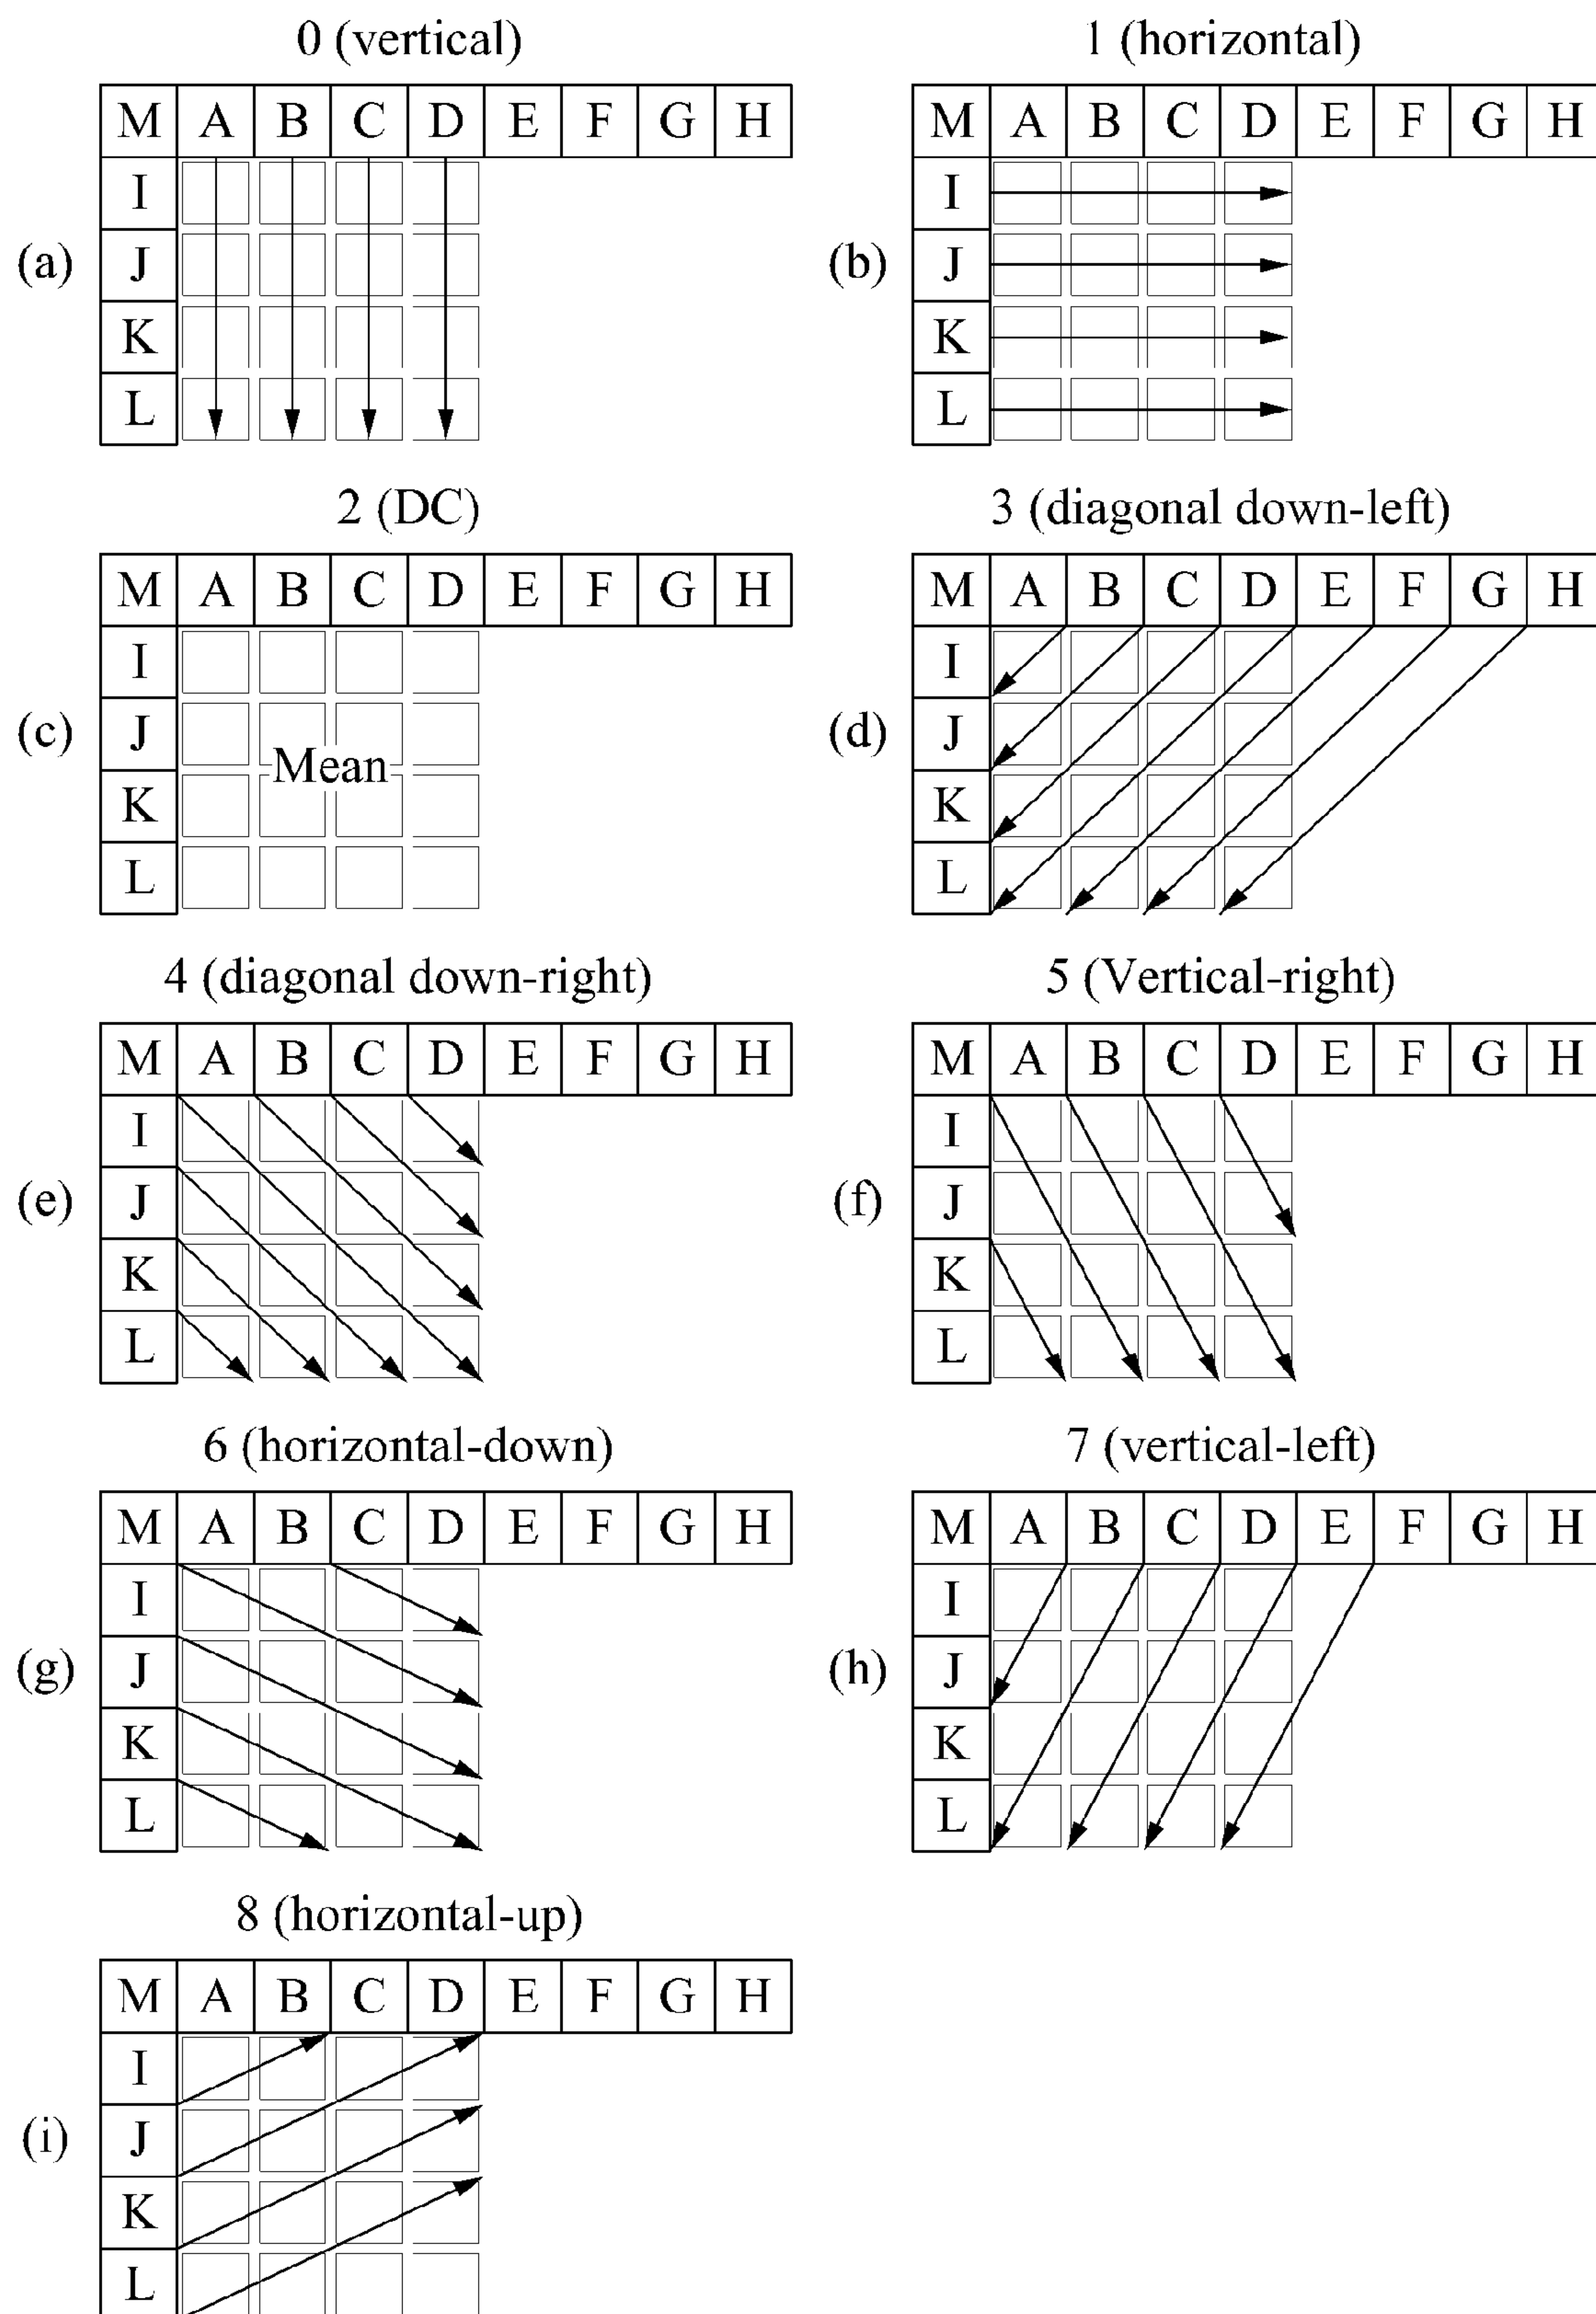 0 (vertical)
M A B C D E F G H
I
(a) J
K
L
1 (horizontal)
M A B C D E F G H
I
(b) J
K
L
2 (DC)
M A B C D E F G H
I
(c) J
Mean
K
L
3 (diagonal down-left)
M A B C D E F G H
I
(d) J
K
L
4 (diagonal down-right)
M A B C D E F G H
I
(e) J
K
L
5 (Vertical-right)
M A B C D E F G H
I
(f) J
K
L
6 (horizontal-down)
M A B C D E F G H
I
(g) J
K
L
7 (vertical-left)
M A B C D E F G H
I
(h) J
K
L
8 (horizontal-up)
M A B C D E F G H
I
(i) J
K
L